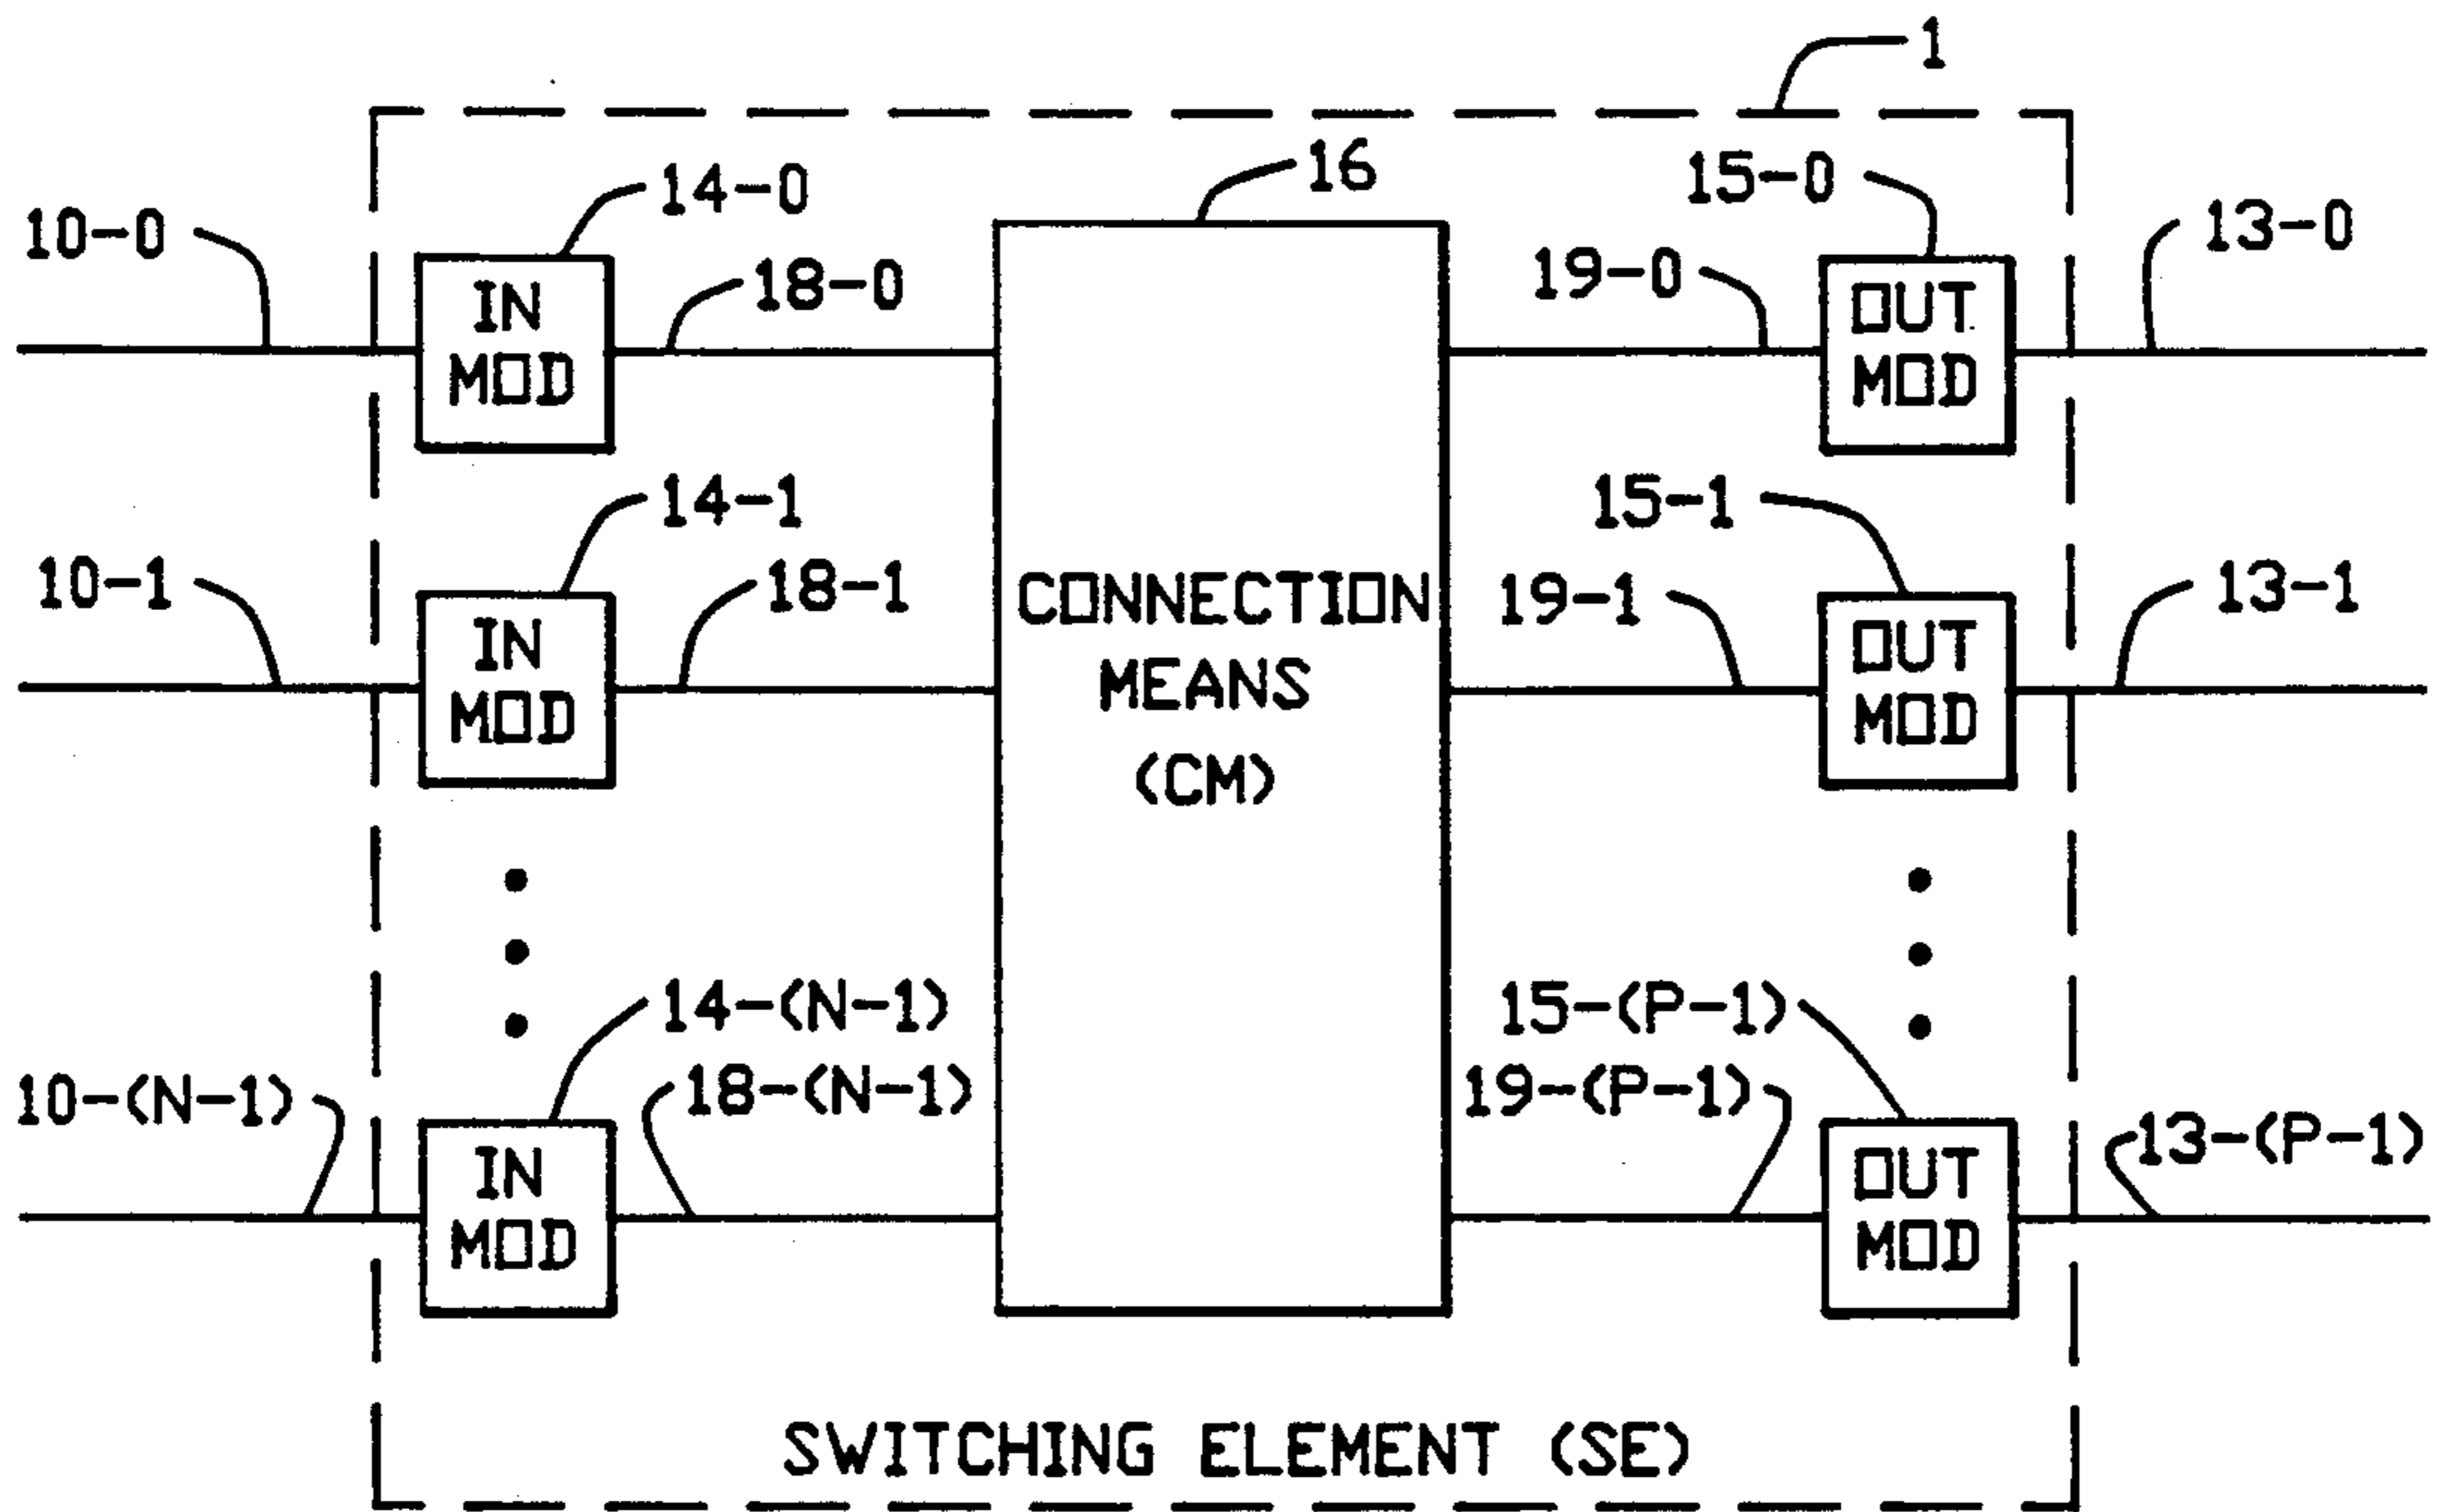 1
14-0
16
15-0
10-0
13-0
18-0
19-0
IN
MOD
OUT
MOD
14-1
15-1
10-1
18-1
19-1
13-1
CONNECTION
MEANS
(CM)
IN
MOD
OUT
MOD
14-(N-1)
15-(P-1)
10-(N-1)
18-(N-1)
19-(P-1)
13-(P-1)
IN
MOD
OUT
MOD
SWITCHING ELEMENT (SE)